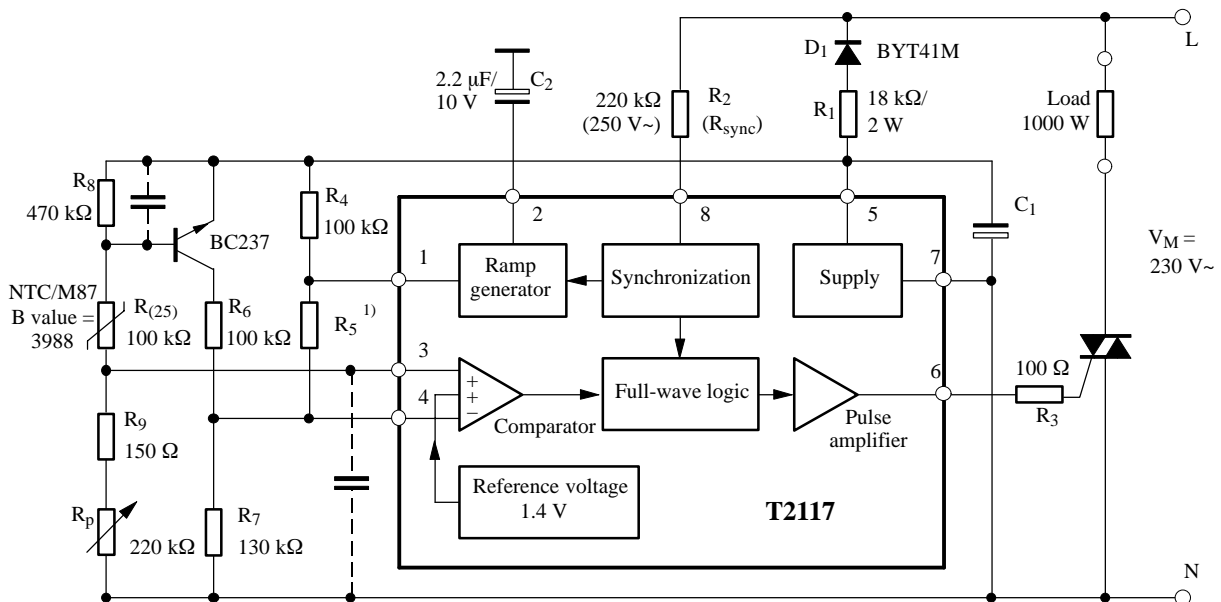 L
D1
BYT41M
2.2 μF/
10 V
C2
220 kΩ
(250 V~)
R2
(Rsync)
R1
18 kΩ/
2 W
Load
1000 W
R8
470 kΩ
R4
100 kΩ
2
8
5
C1
BC237
VM =
230 V~
1
Ramp
generator
Synchronization
Supply
7
NTC/M87
B value =
3988
R(25)
100 kΩ
R6
100 kΩ
R5 1)
3
4
+
+
−
Comparator
Full-wave logic
Pulse
amplifier
6
100 Ω
R3
R9
150 Ω
Reference voltage
1.4 V
T2117
Rp
220 kΩ
R7
130 kΩ
N